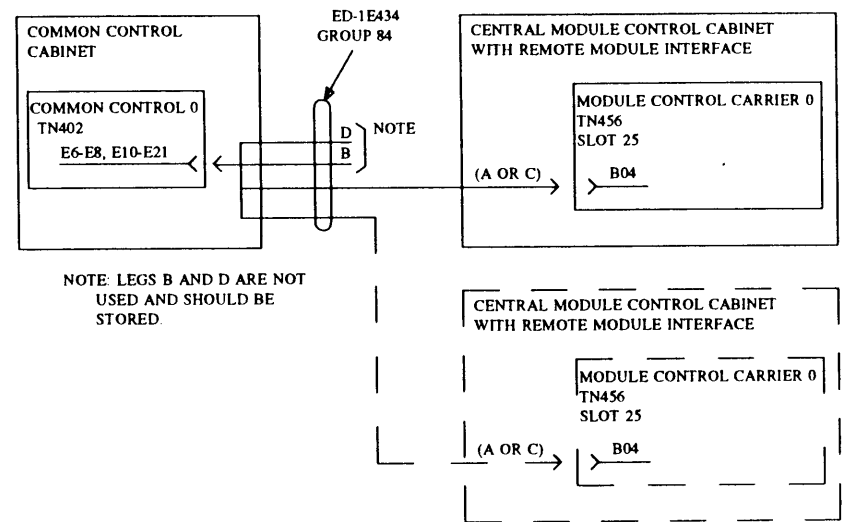 COMMON CONTROL
CABINET
COMMON CONTROL 0
TN402
E6-E8, E10-E21
ED-1E434
GROUP 84
D
B
NOTE
(A OR C)
CENTRAL MODULE CONTROL CABINET
WITH REMOTE MODULE INTERFACE
MODULE CONTROL CARRIER 0
TN456
SLOT 25
B04
NOTE: LEGS B AND D ARE NOT
USED AND SHOULD BE
STORED.
CENTRAL MODULE CONTROL CABINET
WITH REMOTE MODULE INTERFACE
MODULE CONTROL CARRIER 0
TN456
SLOT 25
(A OR C)
B04